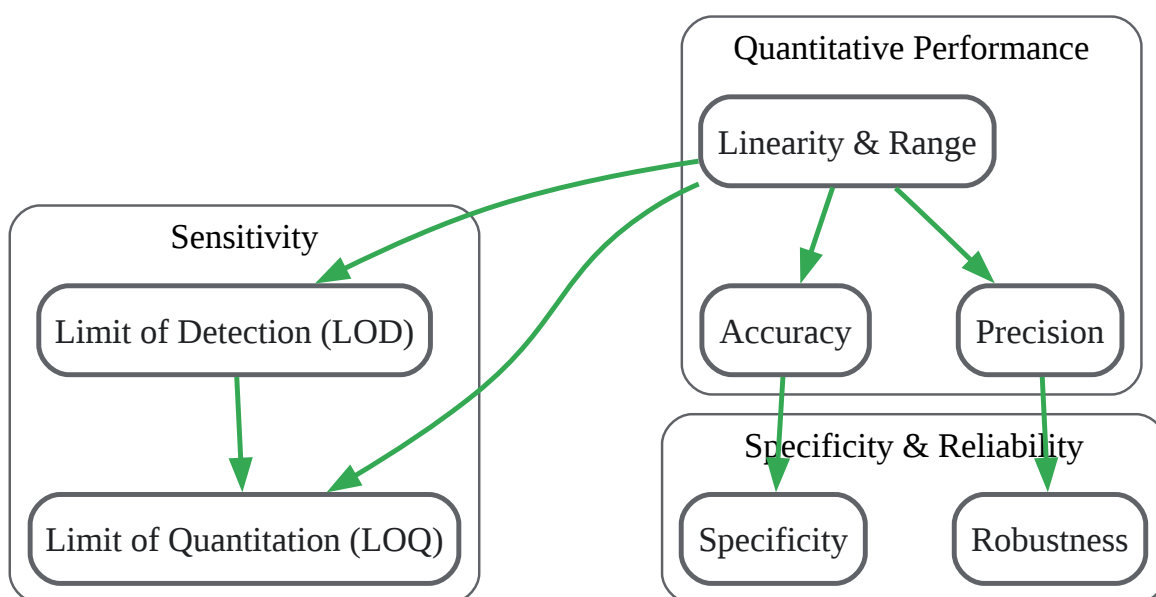 Quantitative Performance
Linearity & Range
Sensitivity
Limit of Detection (LOD)
Accuracy
Precision
Specificity & Reliability
Limit of Quantitation (LOQ)
Specificity
Robustness